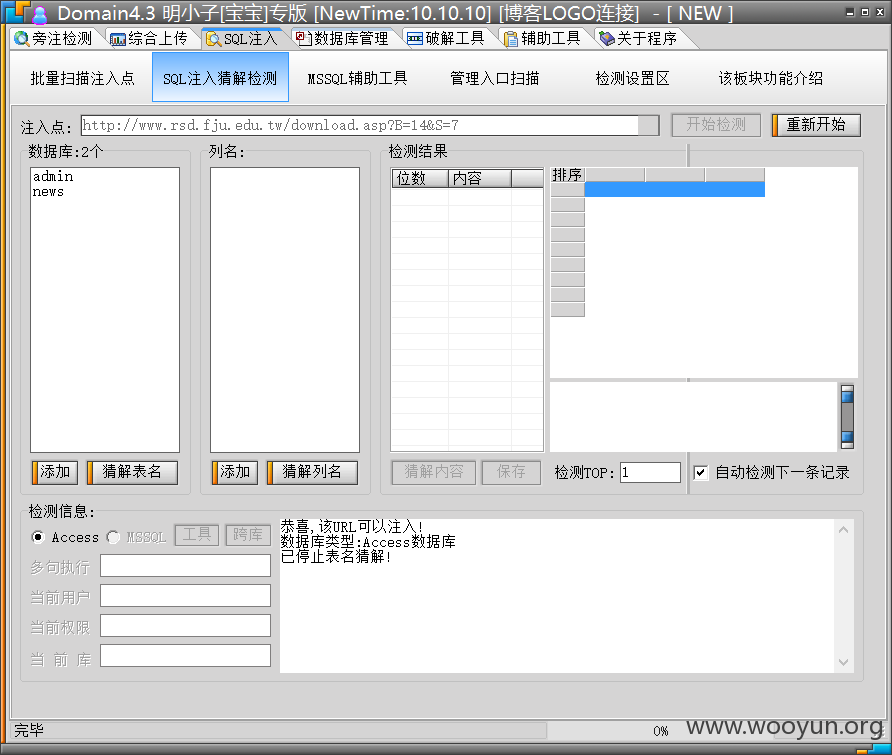 Domain4.3 明小子[宝宝]专版 [NewTime:10.10.10] [博客LOGO连接] - [ NEW ]
旁注检测 综合上传 SQL注入 数据库管理 破解工具 辅助工具 关于程序
批量扫描注入点 SQL注入猜解检测 MSSQL辅助工具 管理入口扫描 检测设置区 该板块功能介绍
注入点: http://www.rsd.fju.edu.tw/download.asp?B=14&S=7 开始检测 重新开始
数据库:2个 列名: 检测结果
admin
news
位数 内容 排序
添加 猜解表名 添加 猜解列名 猜解内容 保存 检测TOP: 1 自动检测下一条记录
检测信息:
Access MSSQL 工具 跨库
多句执行
当前用户
当前权限
当 前 库
恭喜,该URL可以注入!
数据库类型:Access数据库
已停止表名猜解!
完毕 0%
www.wooyun.org